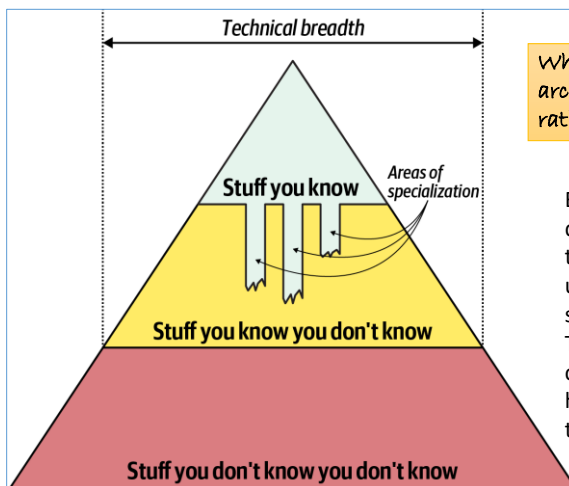 Technical breadth
Areas of
specialization
Stuff you know
Stuff you know you don't know
Stuff you don't know you don't know